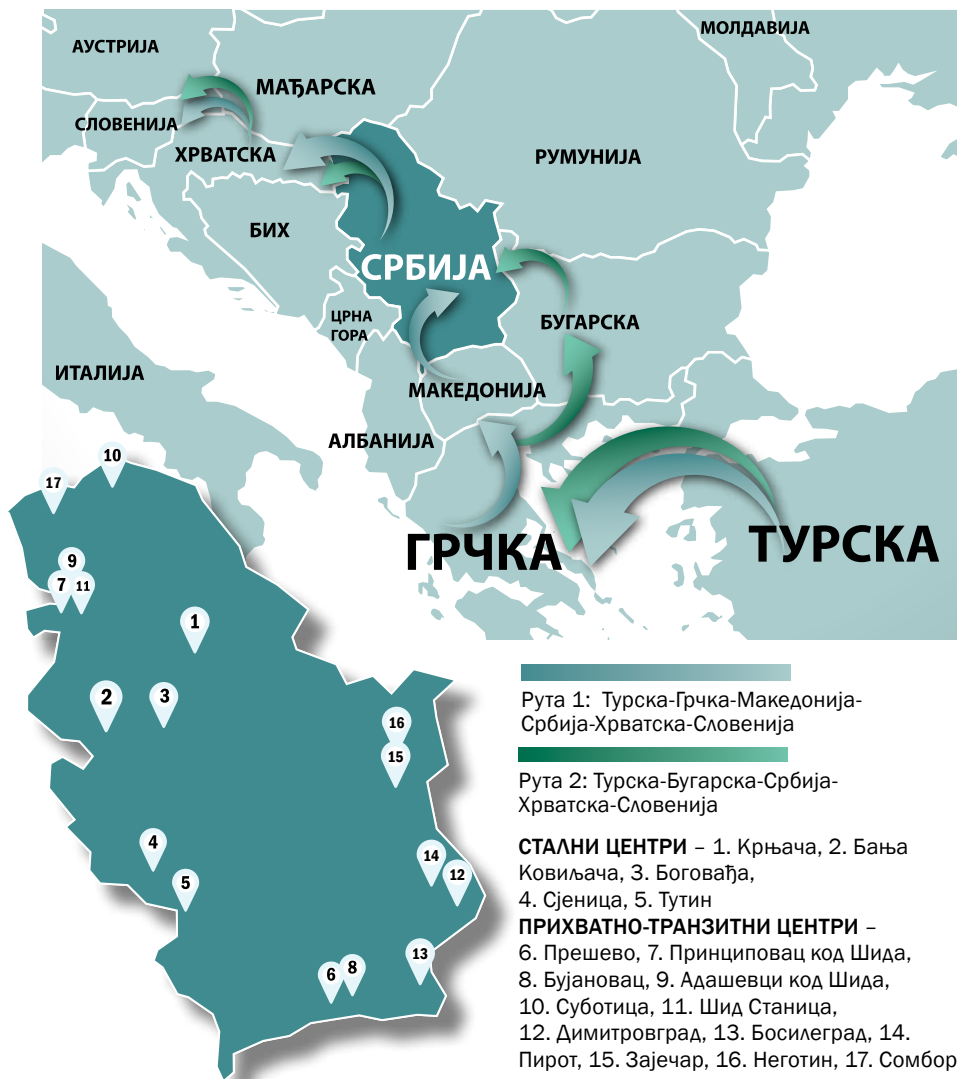 АУСТРИЈА
МОЛДАВИЈА
МАЂАРСКА
СЛОВЕНИЈА
ХРВАТСКА
РУМУНИЈА
БИХ
СРБИЈА
ЦРНА
ГОРА
БУГАРСКА
ИТАЛИЈА
МАКЕДОНИЈА
АЛБАНИЈА
ГРЧКА
ТУРСКА
10
17
9
7
11
1
2
3
16
15
4
14
5
12
13
6
8
Рута 1: Турска-Грчка-Македонија-
Србија-Хрватска-Словенија
Рута 2: Турска-Бугарска-Србија-
Хрватска-Словенија
СТАЛНИ ЦЕНТРИ – 1. Крњача, 2. Бања
Ковиљача, 3. Боговађа,
4. Сјеница, 5. Тутин
ПРИХВАТНО-ТРАНЗИТНИ ЦЕНТРИ –
6. Прешево, 7. Принциповац код Шида,
8. Бујановац, 9. Адашевци код Шида,
10. Суботица, 11. Шид Станица,
12. Димитровград, 13. Босилеград, 14.
Пирот, 15. Зајечар, 16. Неготин, 17. Сомбор